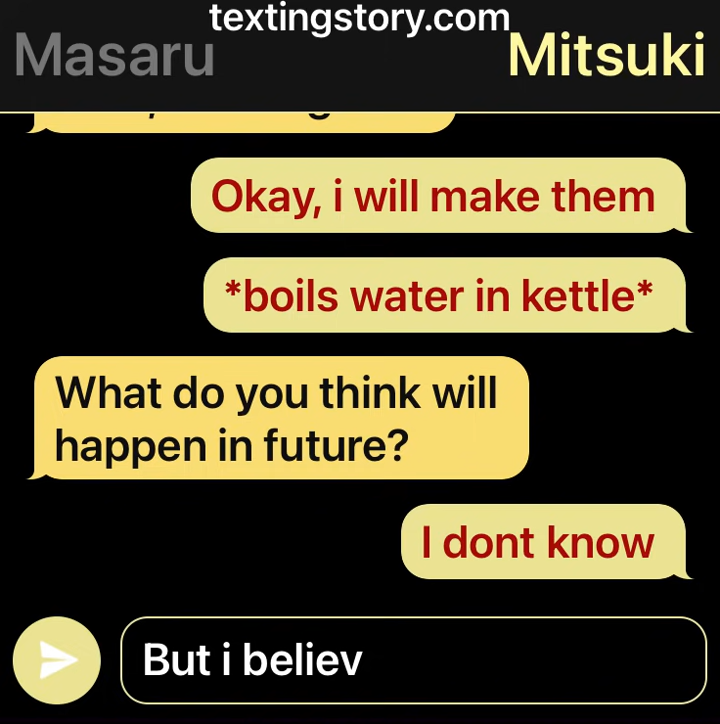 textingstory.com
Masaru
Mitsuki
Okay, i will make them
*boils water in kettle*
What do you think will
happen in future?
I dont know
But i believ